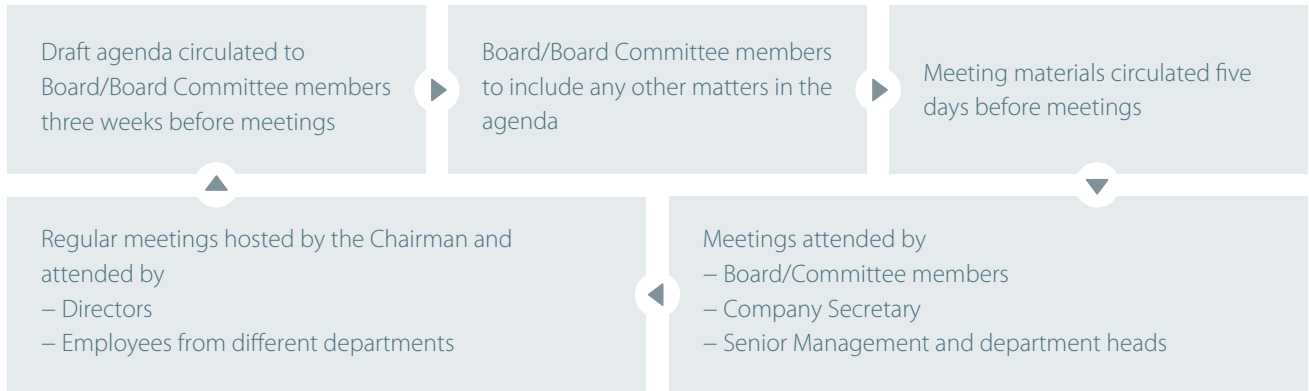 Draft agenda circulated to
Board/Board Committee members
three weeks before meetings
Board/Board Committee members
to include any other matters in the
agenda
Meeting materials circulated five
days before meetings
Regular meetings hosted by the Chairman and
attended by
– Directors
– Employees from different departments
Meetings attended by
– Board/Committee members
– Company Secretary
– Senior Management and department heads